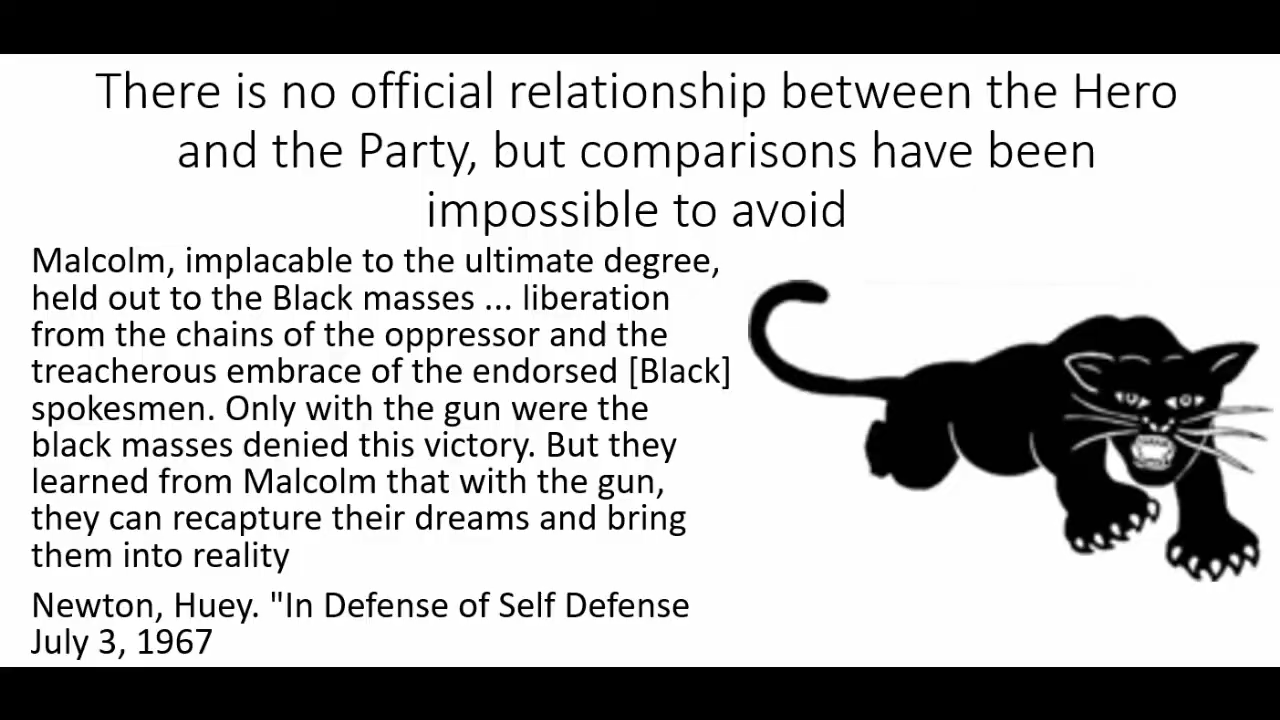 There is no official relationship between the Hero
and the Party, but comparisons have been
impossible to avoid
Malcolm, implacable to the ultimate degree,
held out to the Black masses ... liberation
from the chains of the oppressor and the
treacherous embrace of the endorsed [Black]
spokesmen. Only with the gun were the
black masses denied this victory. But they
learned from Malcolm that with the gun,
they can recapture their dreams and bring
them into reality
Newton, Huey. "In Defense of Self Defense
July 3, 1967